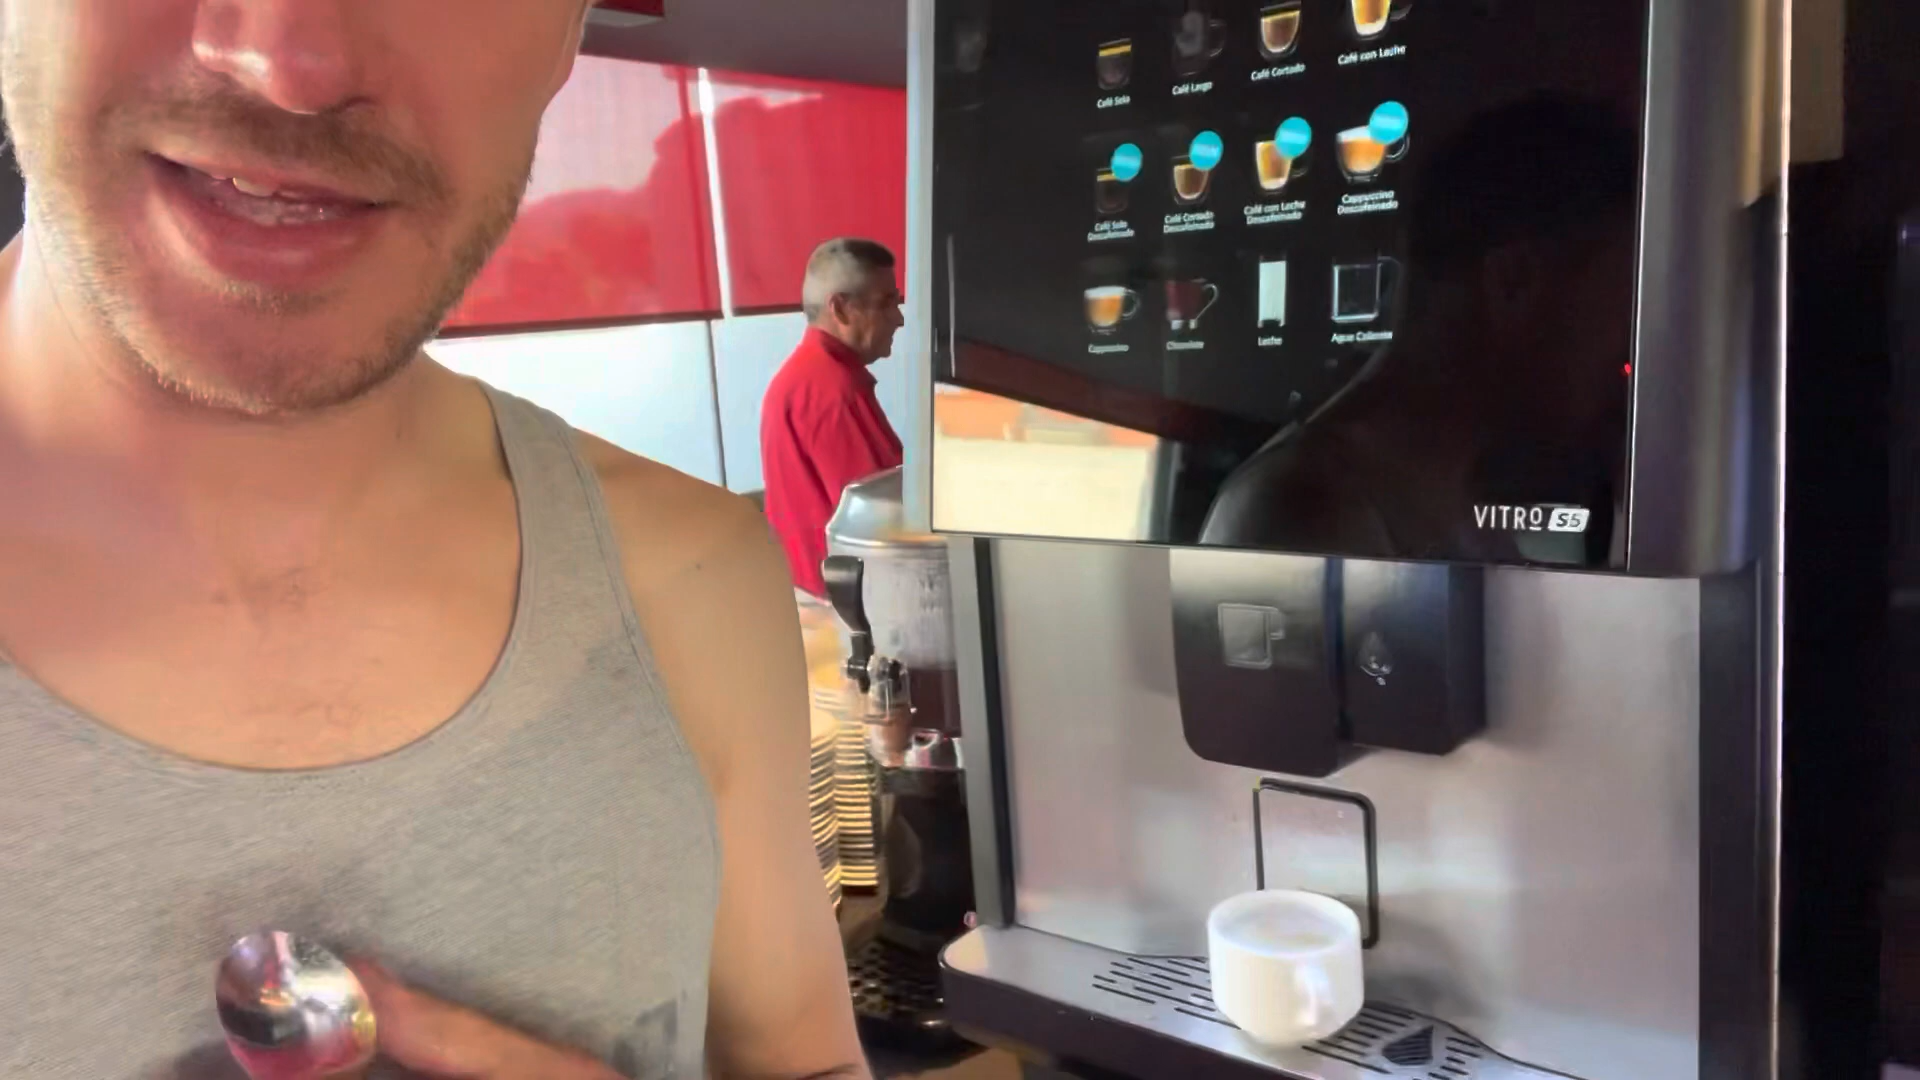 Café Solo
Café Largo
Café Cortado
Café con Leche
Café Solo
Descafeinado
Café Cortado
Descafeinado
Café con Leche
Descafeinado
Cappuccino
Descafeinado
Cappuccino
Chocolate
Leche
Agua Caliente
VITRO S5